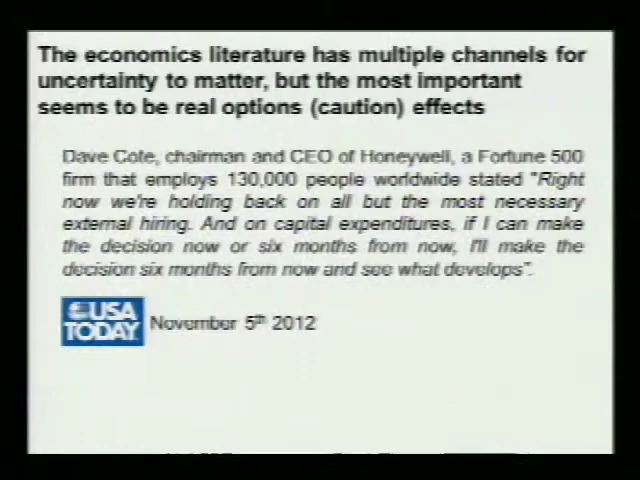 The economics literature has multiple channels for
uncertainty to matter, but the most important
seems to be real options (caution) effects
Dave Cote, chairman and CEO of Honeywell, a Fortune 500
firm that employs 130,000 people worldwide stated "Right
now we're holding back on all but the most necessary
external hiring. And on capital expenditures, if I can make
the decision now or six months from now, I'll make the
decision six months from now and see what develops".
USA
TODAY
November 5th 2012